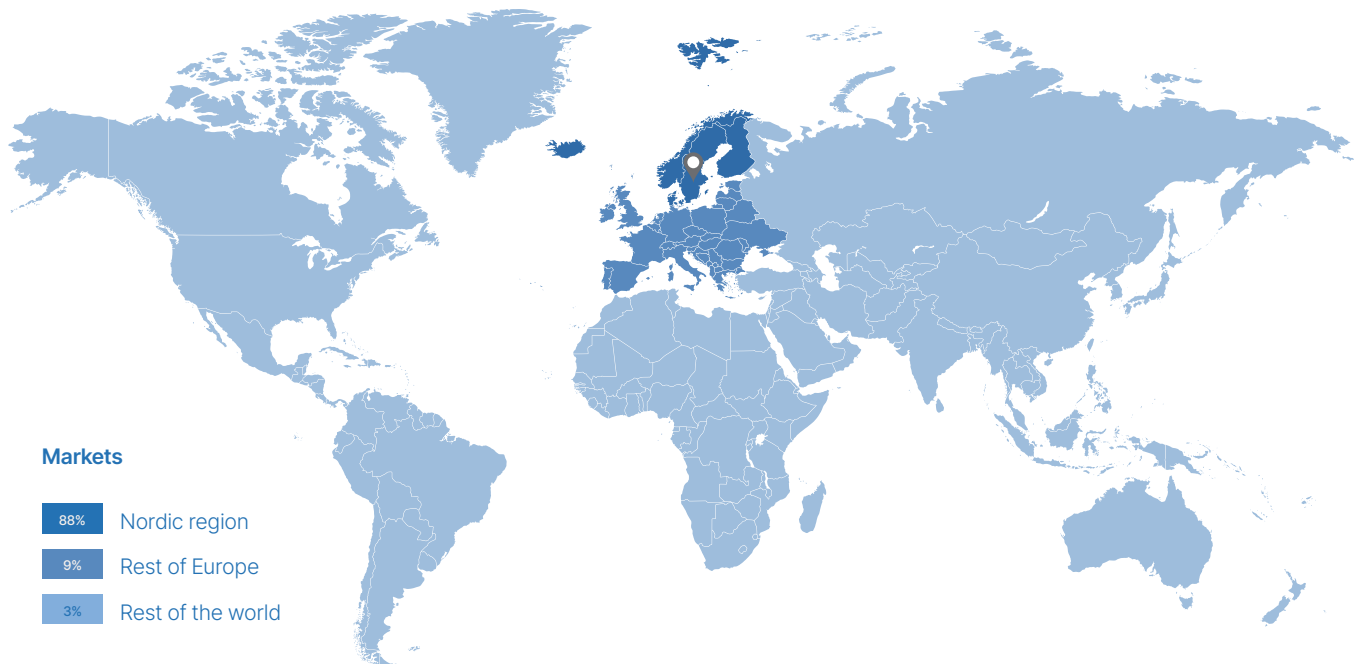 Markets
88% Nordic region
9% Rest of Europe
3% Rest of the world